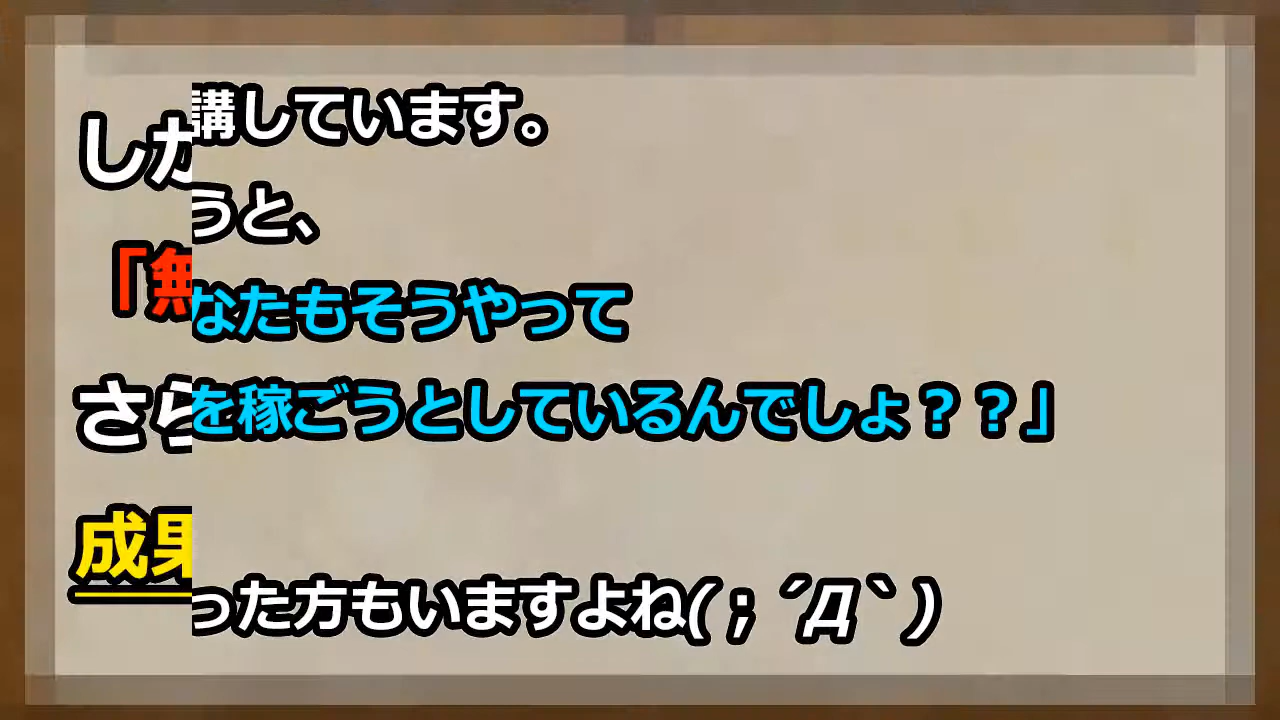 講しています。
しか
うと、
「無
なたもそうやって
さら
を稼ごうとしているんでしょ？？」
成果
った方もいますよね(；´Д｀)